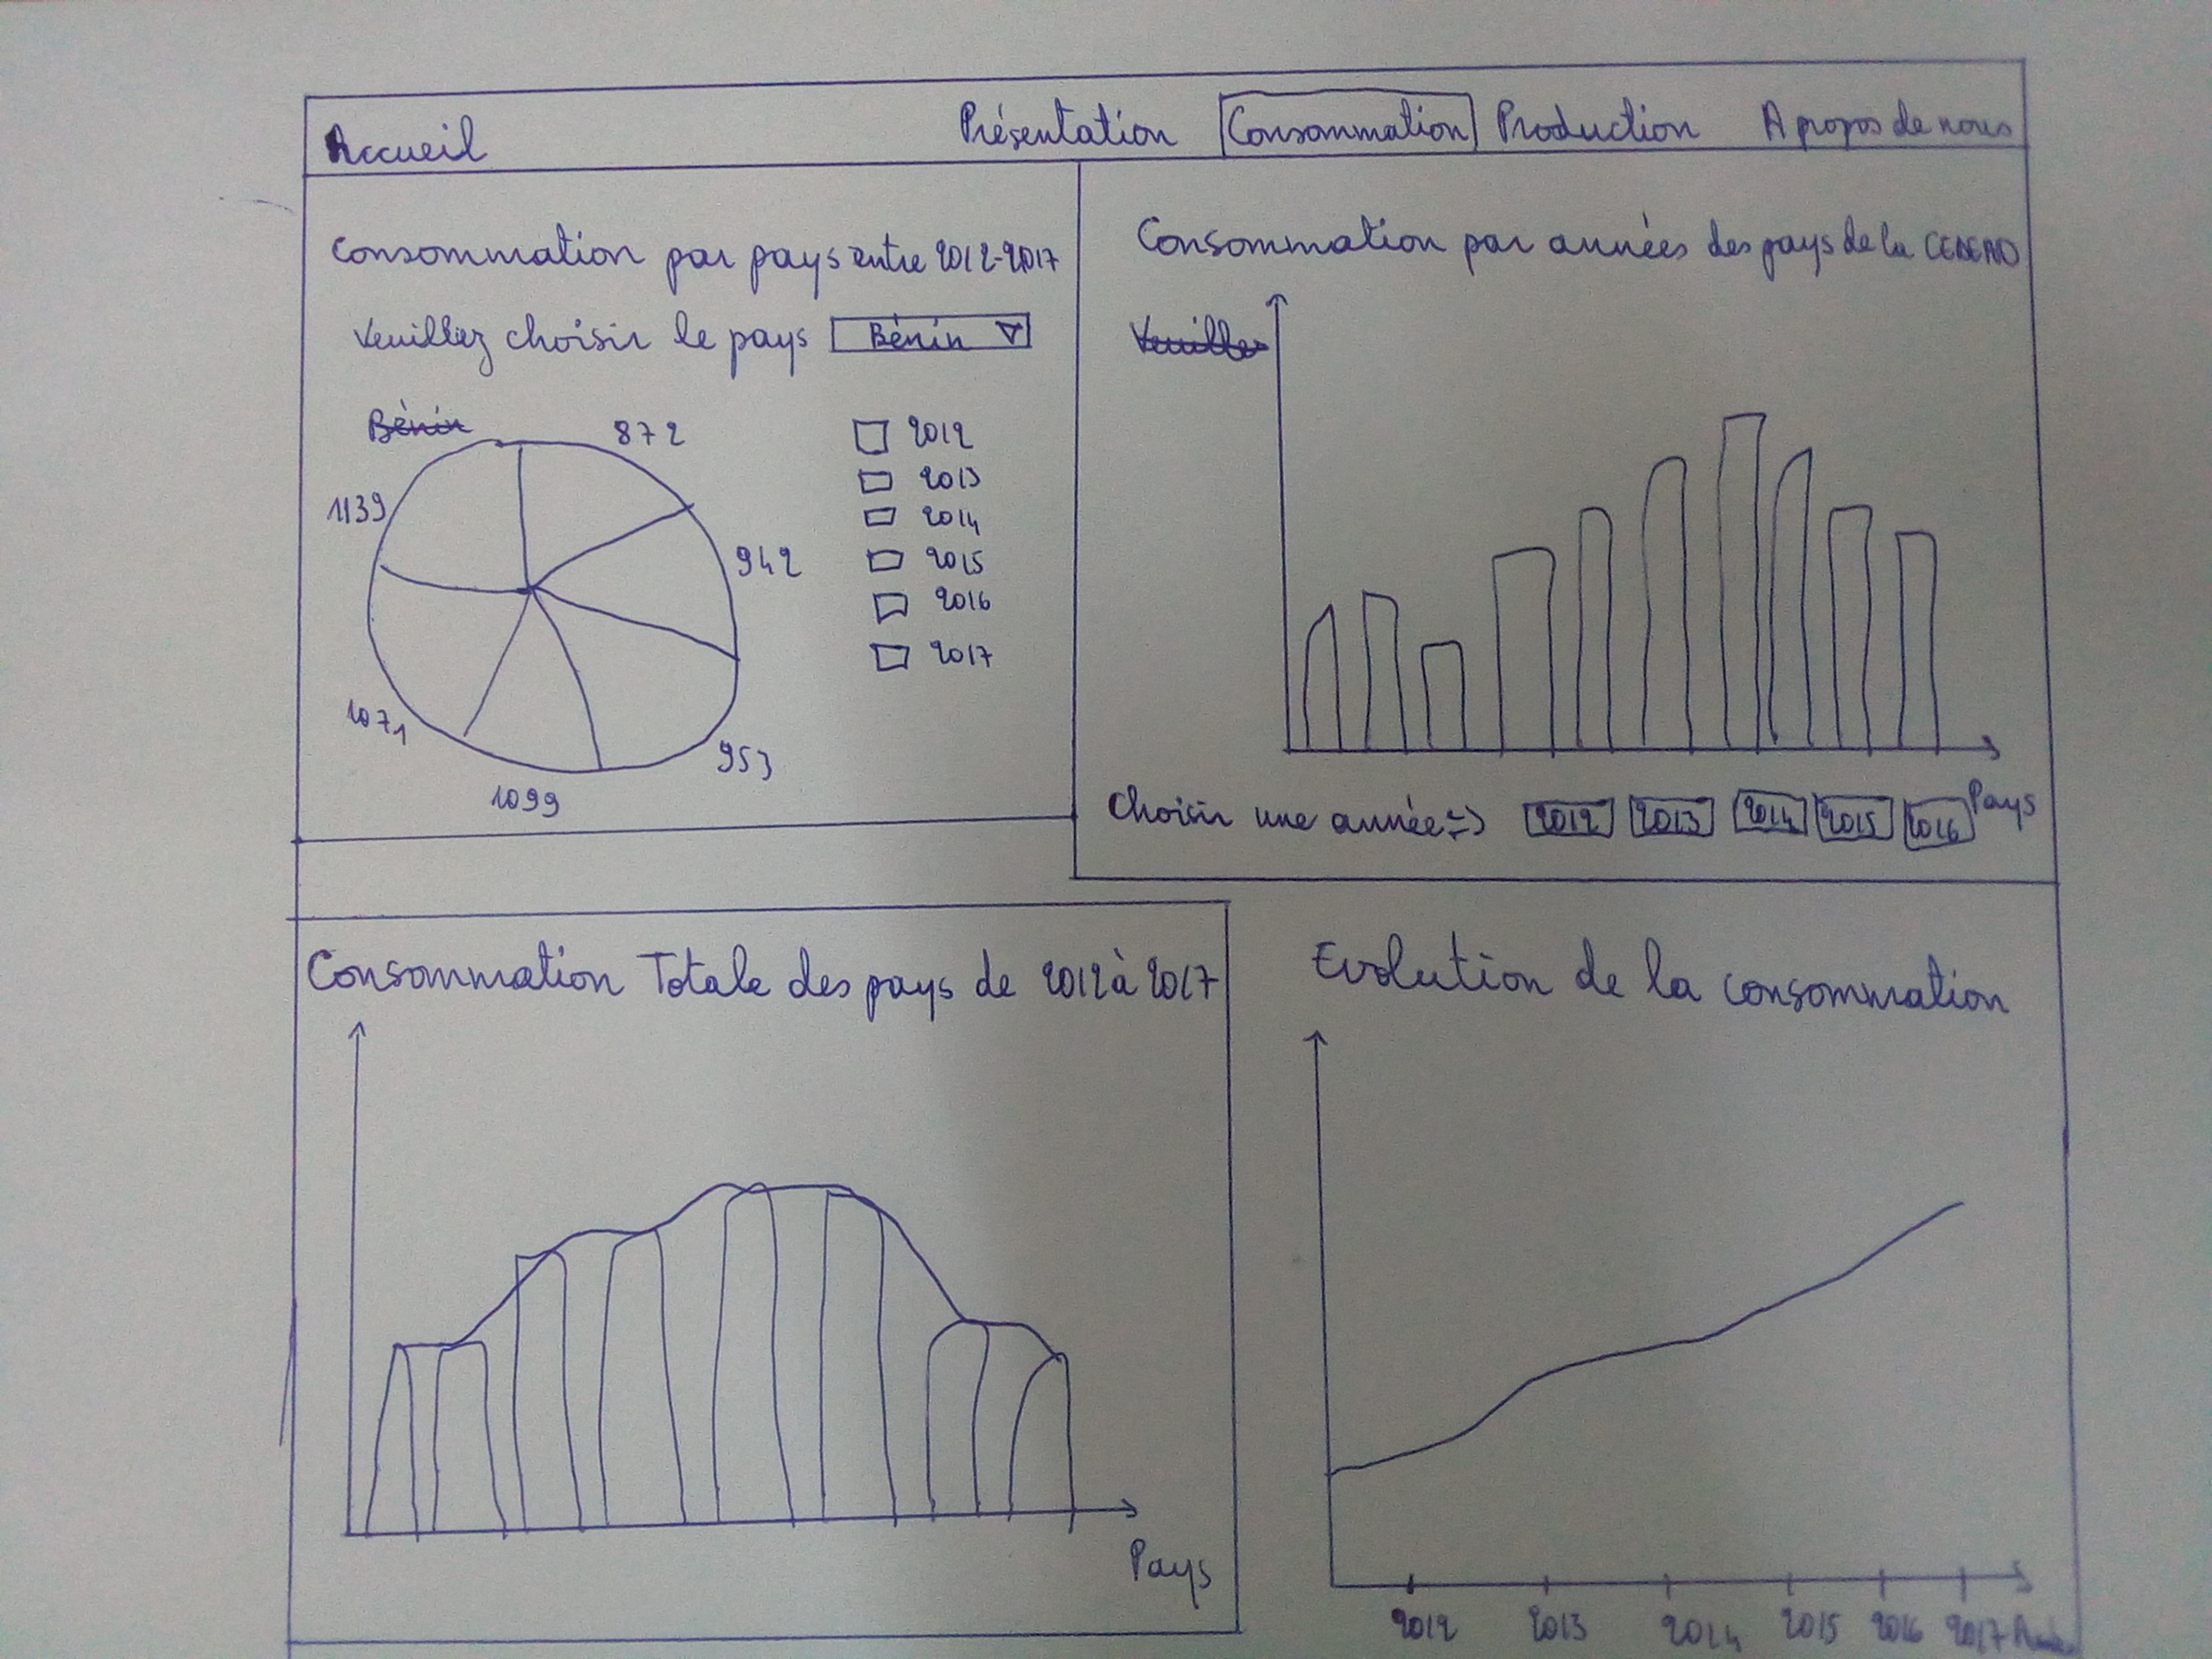 Accueil Présentation Consommation Production A propos de nous
Consommation par pays entre 2012-2017
Veuillez choisir le pays Bénin
Bénin
872
942
953
1099
1071
1139
2012
2013
2014
2015
2016
2017
Consommation par années des pays de la CEDEAO
Veuillez
Pays
Choisir une année => 2012 2013 2014 2015 2016
Consommation Totale des pays de 2012 à 2017
Pays
Evolution de la consommation
2012 2013 2014 2015 2016 2017